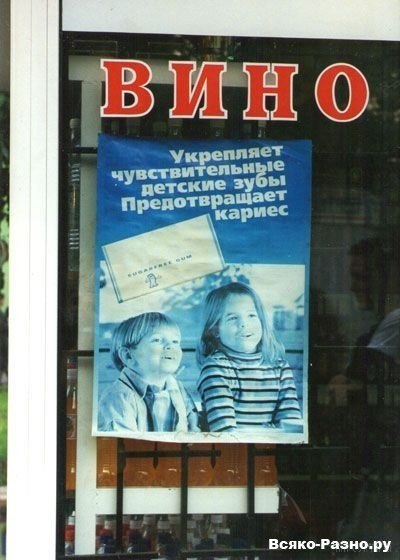 ВИНО
Укрепляет
чувствительные
детские зубы
Предотвращает
кариес
SUGARFREE GUM
Всяко-Разно.ру